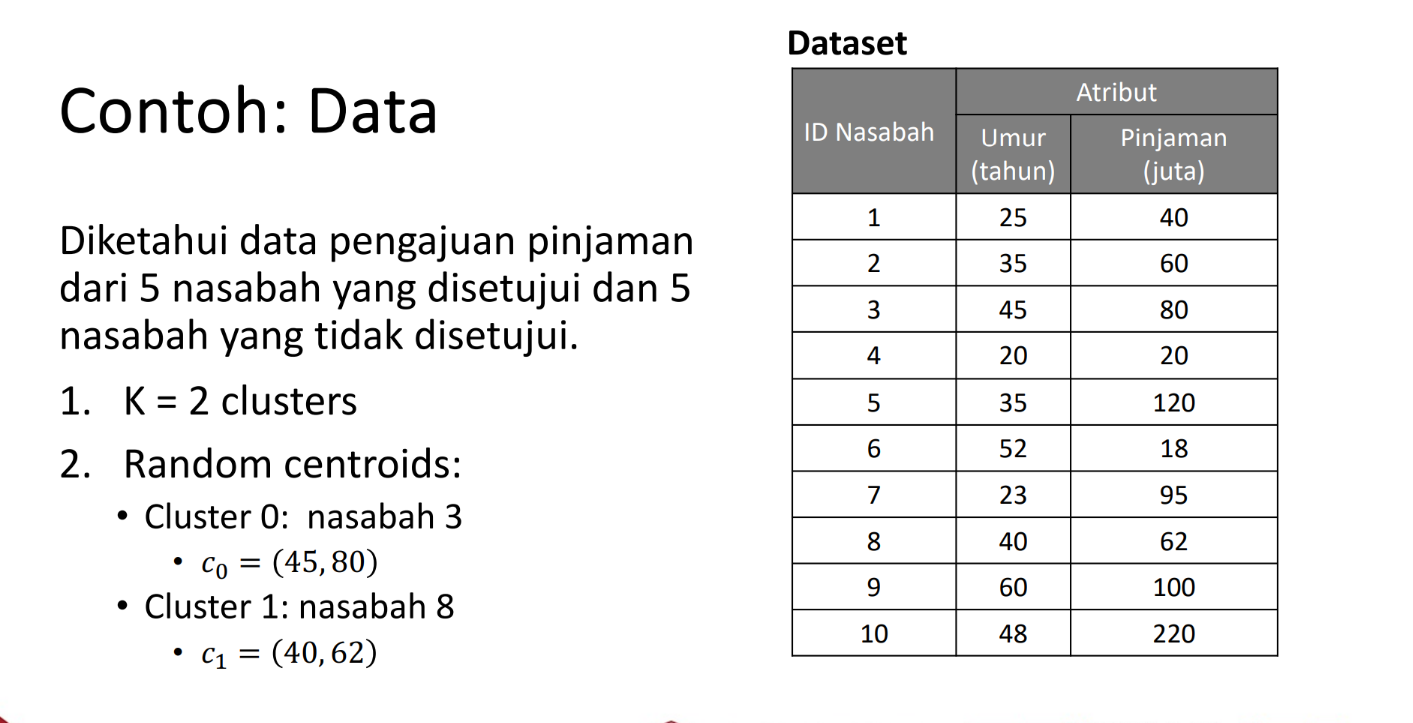 Contoh: Data
Diketahui data pengajuan pinjaman
dari 5 nasabah yang disetujui dan 5
nasabah yang tidak disetujui.
1. K = 2 clusters
2. Random centroids:
• Cluster 0: nasabah 3
• c₀ = (45, 80)
• Cluster 1: nasabah 8
• c₁ = (40, 62)
Dataset
ID Nasabah
Atribut
Umur
(tahun)
Pinjaman
(juta)
1 25 40
2 35 60
3 45 80
4 20 20
5 35 120
6 52 18
7 23 95
8 40 62
9 60 100
10 48 220